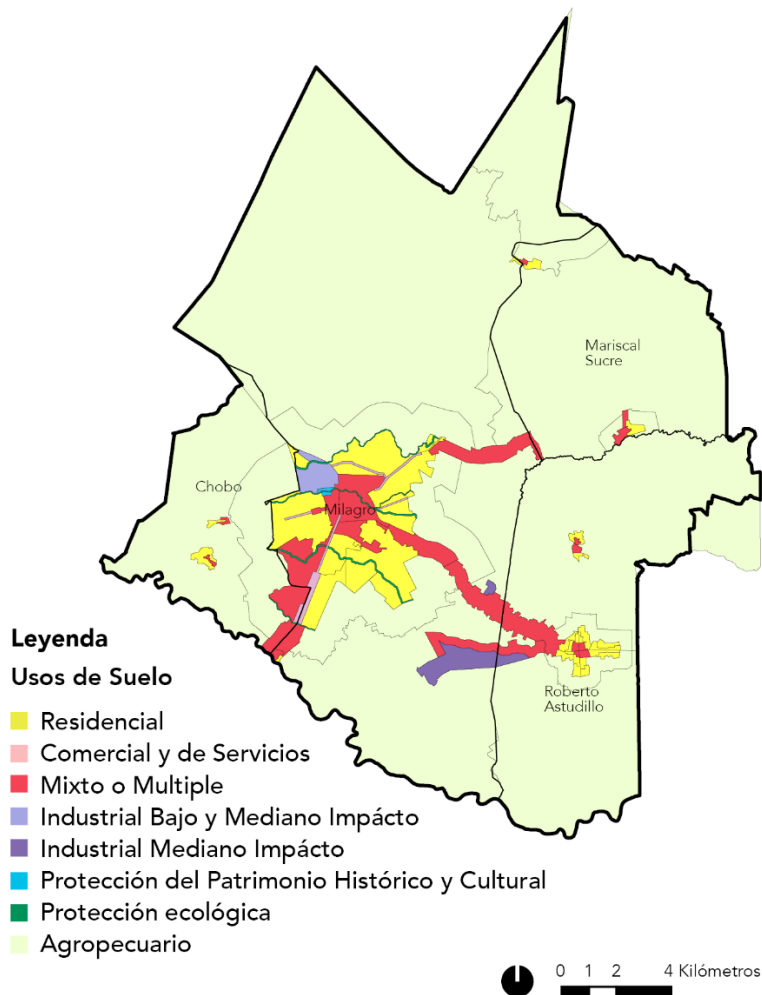 Mariscal
Sucre
Chobo
Milagro
Roberto
Astudillo
Leyenda
Usos de Suelo
Residencial
Comercial y de Servicios
Mixto o Multiple
Industrial Bajo y Mediano Impácto
Industrial Mediano Impácto
Protección del Patrimonio Histórico y Cultural
Protección ecológica
Agropecuario
0 1 2 4 Kilómetros